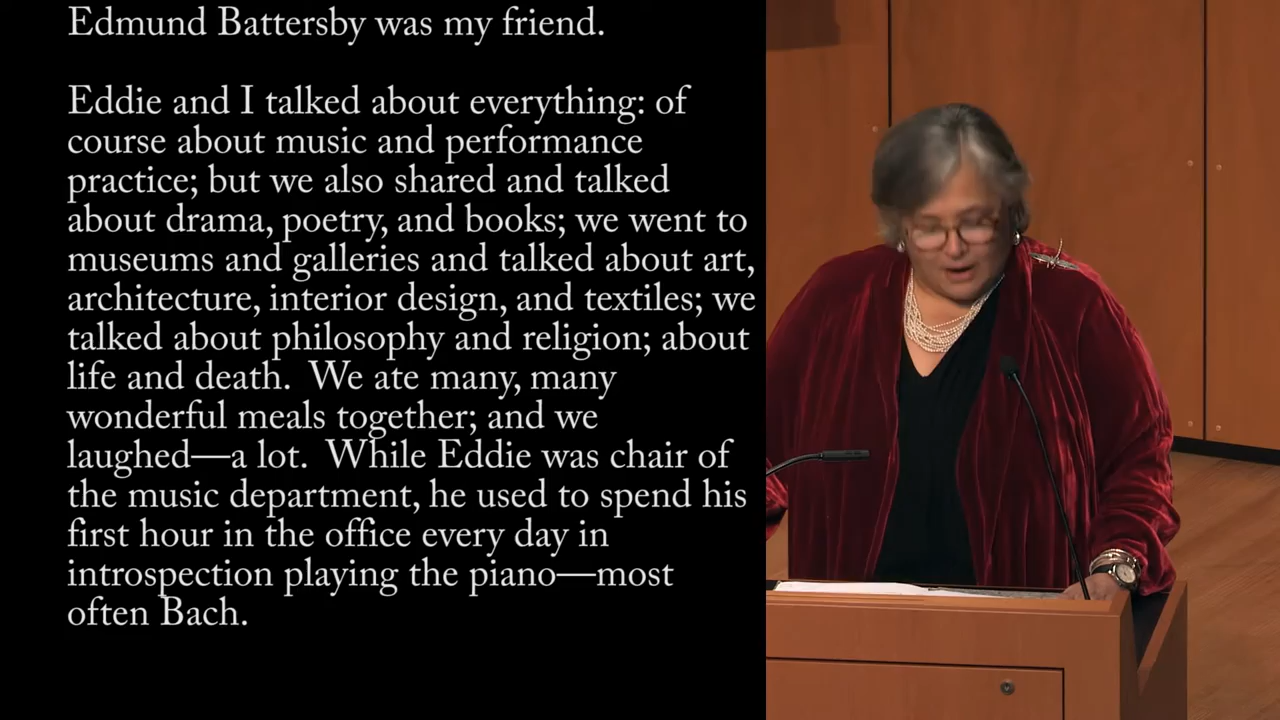 Edmund Battersby was my friend.
Eddie and I talked about everything: of
course about music and performance
practice; but we also shared and talked
about drama, poetry, and books; we went to
museums and galleries and talked about art,
architecture, interior design, and textiles; we
talked about philosophy and religion; about
life and death.  We ate many, many
wonderful meals together; and we
laughed—a lot.  While Eddie was chair of
the music department, he used to spend his
first hour in the office every day in
introspection playing the piano—most
often Bach.